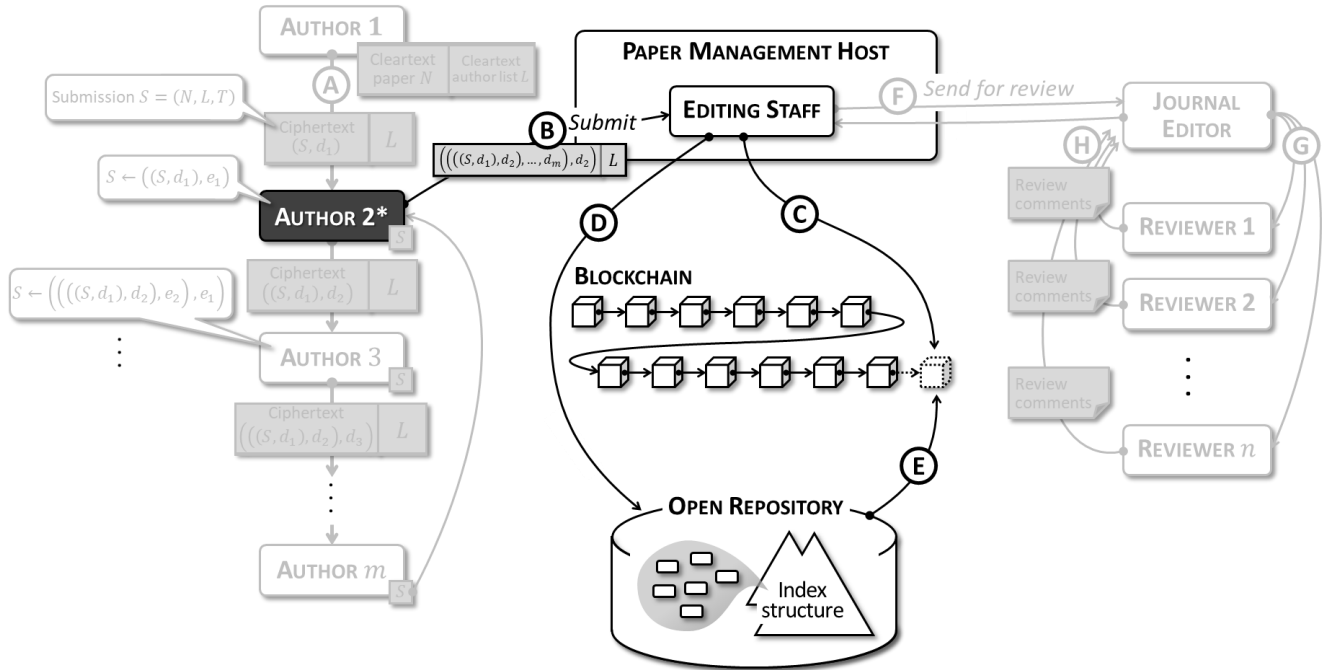 AUTHOR 1
Cleartext
paper N
Cleartext
author list L
A
Submission S = (N, L, T)
Ciphertext
(S, d₁)
L
S ← ((S, d₁), e₁)
AUTHOR 2*
S
Ciphertext
((S, d₁), d₂)
L
S ← ((((S, d₁), d₂), e₂), e₁)
⋮
AUTHOR 3
S
Ciphertext
(((S, d₁), d₂), d₃)
L
⋮
AUTHOR m
S
B
Submit
((((S, d₁), d₂), ..., dₘ), d₂)
L
PAPER MANAGEMENT HOST
EDITING STAFF
D
C
BLOCKCHAIN
E
OPEN REPOSITORY
Index
structure
F
Send for review
JOURNAL
EDITOR
H
G
Review
comments
REVIEWER 1
Review
comments
REVIEWER 2
⋮
Review
comments
REVIEWER n